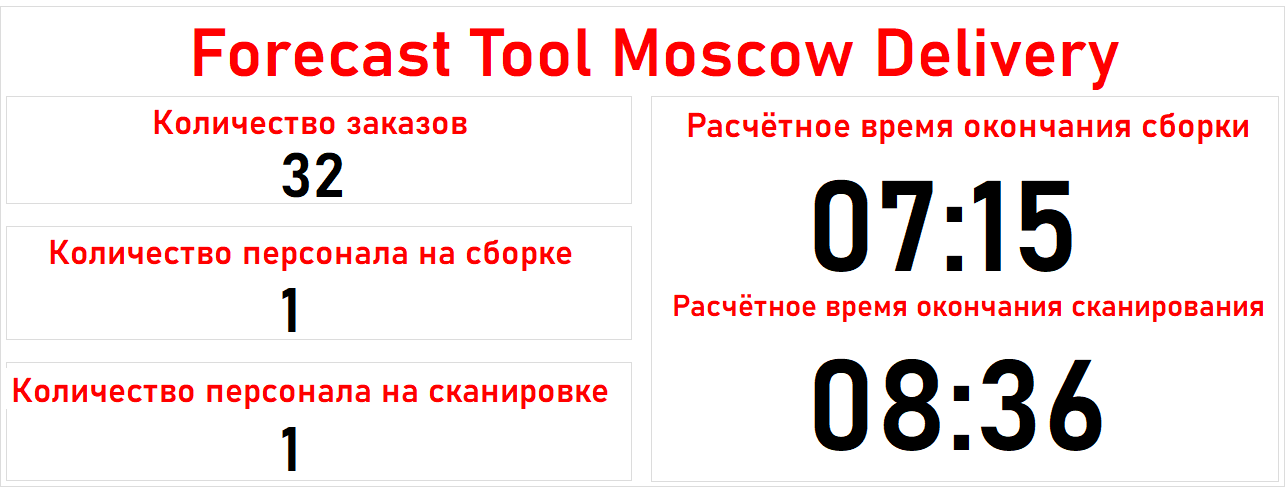 Forecast Tool Moscow Delivery
Количество заказов
32
Количество персонала на сборке
1
Количество персонала на сканировке
1
Расчётное время окончания сборки
07:15
Расчётное время окончания сканирования
08:36